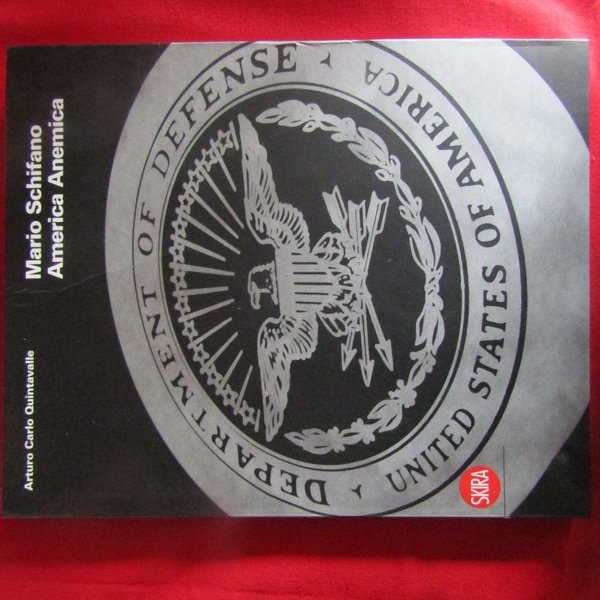 Arturo Carlo Quintavalle
Mario Schifano
America Anemica
DEPARTMENT OF DEFENSE
UNITED STATES OF AMERICA
SKIRA